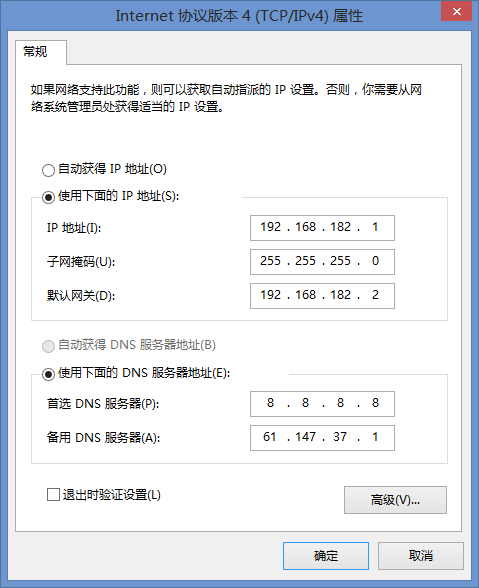 Internet 协议版本 4 (TCP/IPv4) 属性
常规
如果网络支持此功能，则可以获取自动指派的 IP 设置。否则，你需要从网
络系统管理员处获得适当的 IP 设置。
自动获得 IP 地址(O)
使用下面的 IP 地址(S):
IP 地址(I): 192 . 168 . 182 . 1
子网掩码(U): 255 . 255 . 255 . 0
默认网关(D): 192 . 168 . 182 . 2
自动获得 DNS 服务器地址(B)
使用下面的 DNS 服务器地址(E):
首选 DNS 服务器(P): 8 . 8 . 8 . 8
备用 DNS 服务器(A): 61 . 147 . 37 . 1
退出时验证设置(L)
高级(V)...
确定 取消